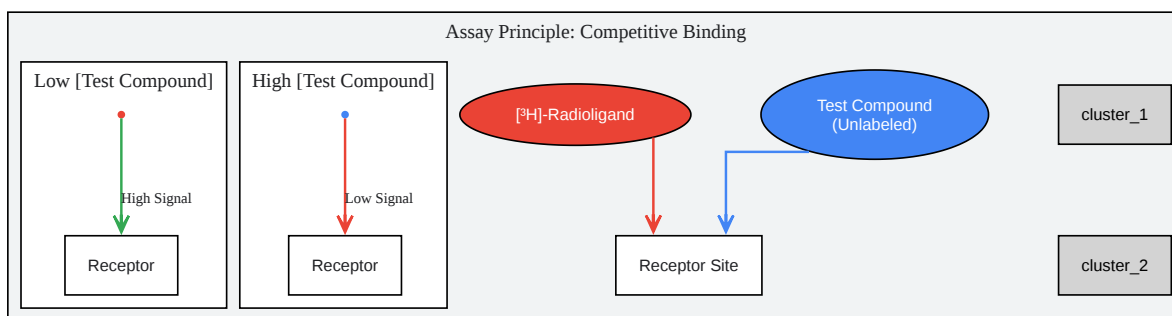 Assay Principle: Competitive Binding
Low [Test Compound]
High Signal
Receptor
High [Test Compound]
Low Signal
Receptor
[³H]-Radioligand
Test Compound
(Unlabeled)
Receptor Site
cluster_1
cluster_2